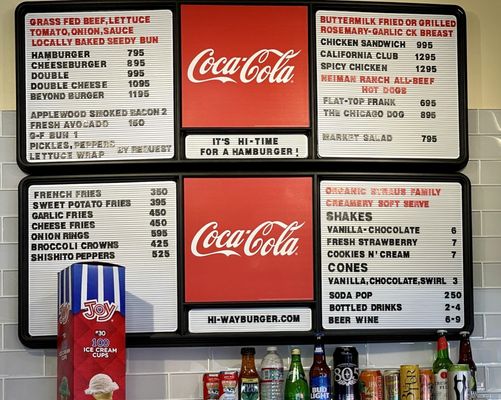 GRASS FED BEEF, LETTUCE
TOMATO, ONION, SAUCE
LOCALLY BAKED SEEDY BUN
HAMBURGER 795
CHEESEBURGER 895
DOUBLE 995
DOUBLE CHEESE 1095
BEYOND BURGER 1195
APPLEWOOD SMOKED BACON 2
FRESH AVOCADO 150
G-F BUN 1
PICKLES, PEPPERS
LETTUCE WRAP BY REQUEST
Coca-Cola
IT'S HI-TIME
FOR A HAMBURGER!
BUTTERMILK FRIED OR GRILLED
ROSEMARY-GARLIC CK BREAST
CHICKEN SANDWICH 995
CALIFORNIA CLUB 1295
SPICY CHICKEN 1295
NEIMAN RANCH ALL-BEEF
HOT DOGS
FLAT-TOP FRANK 695
THE CHICAGO DOG 895
MARKET SALAD 795
FRENCH FRIES 350
SWEET POTATO FRIES 395
GARLIC FRIES 450
CHEESE FRIES 450
ONION RINGS 595
BROCCOLI CROWNS 425
SHISHITO PEPPERS 525
Coca-Cola
HI-WAYBURGER.COM
ORGANIC STRAUS FAMILY
CREAMERY SOFT SERVE
SHAKES
VANILLA-CHOCOLATE 6
FRESH STRAWBERRY 7
COOKIES N CREAM 7
CONES
VANILLA,CHOCOLATE,SWIRL 3
SODA POP 250
BOTTLED DRINKS 2-4
BEER WINE 6-9
JOY
#30
ICE CREAM
CUPS
100
805